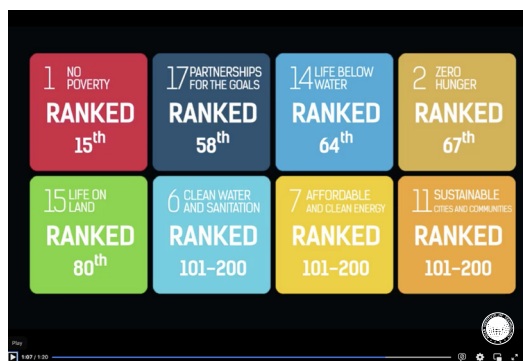 1 NO POVERTY
RANKED
15th
17 PARTNERSHIPS FOR THE GOALS
RANKED
58th
14 LIFE BELOW WATER
RANKED
64th
2 ZERO HUNGER
RANKED
67th
15 LIFE ON LAND
RANKED
80th
6 CLEAN WATER AND SANITATION
RANKED
101-200
7 AFFORDABLE AND CLEAN ENERGY
RANKED
101-200
11 SUSTAINABLE CITIES AND COMMUNITIES
RANKED
101-200
Play
1:07 / 1:20